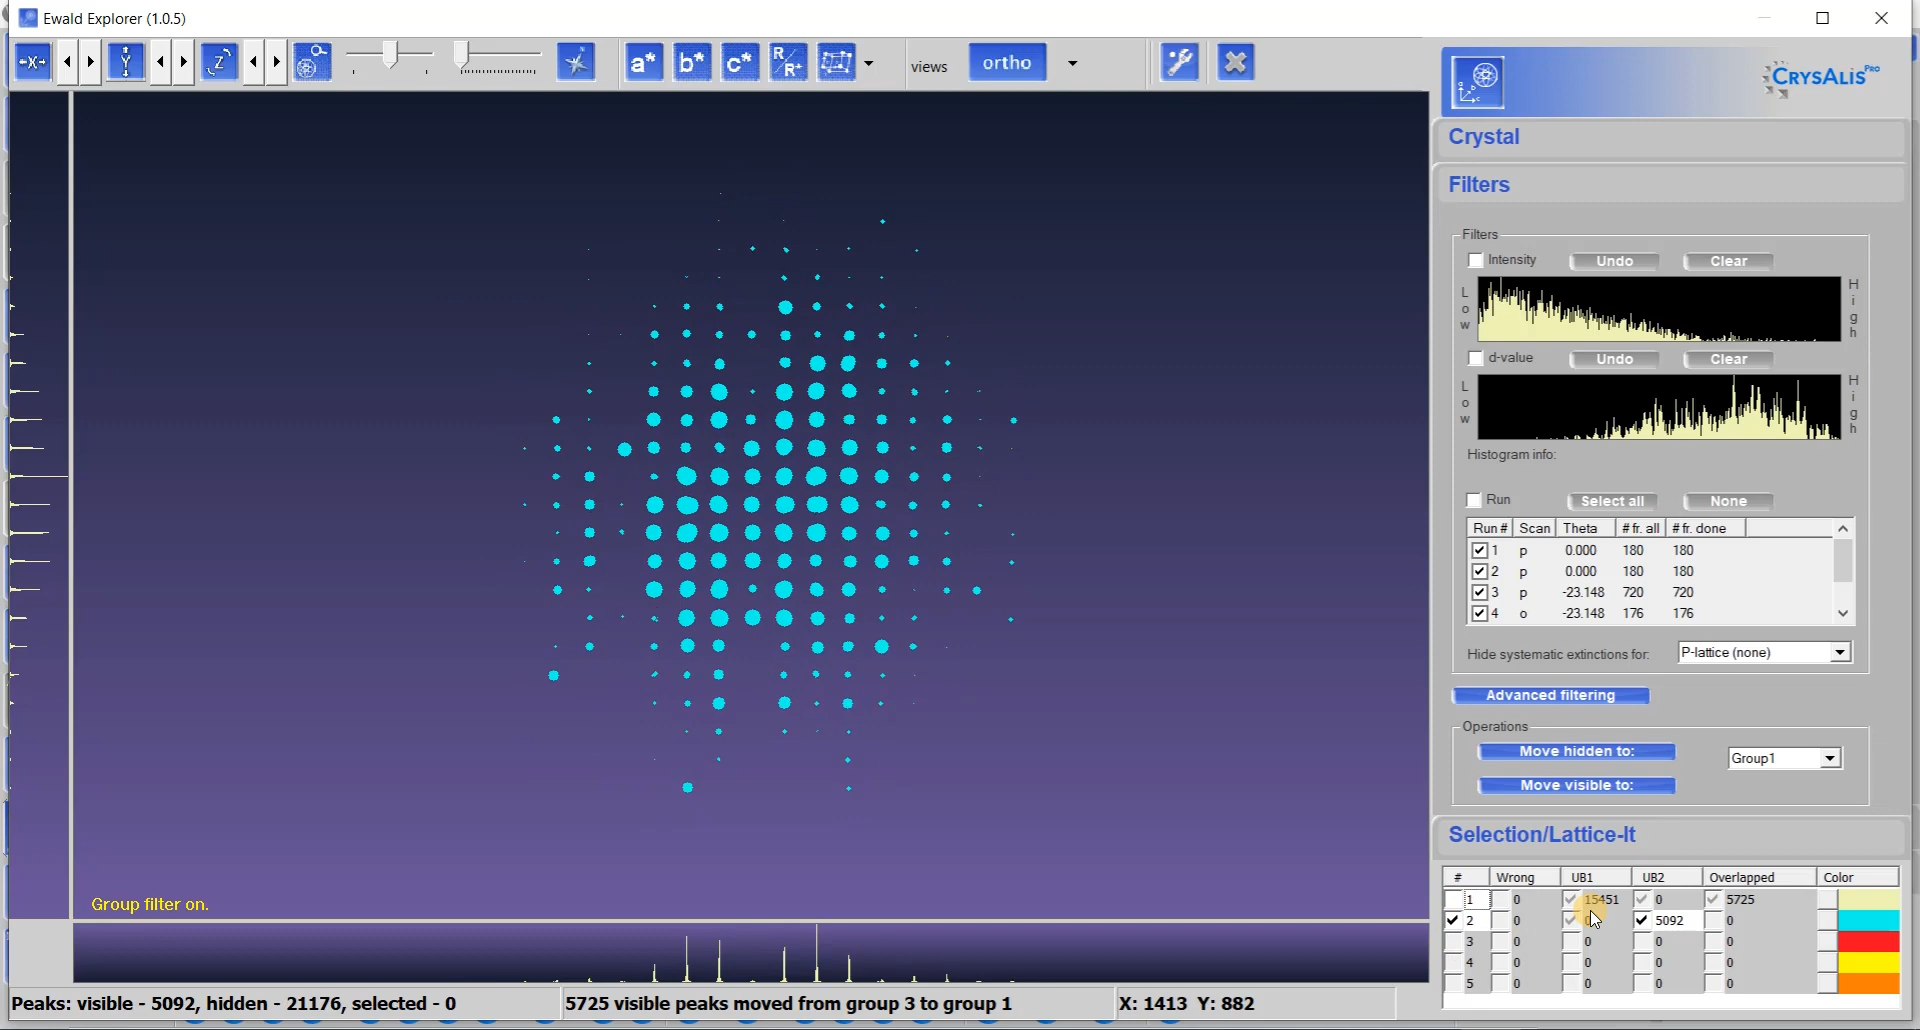 Ewald Explorer (1.0.5)
X Y Z a* b* c* R/R* views ortho
CRYSALIS PRO
Crystal
Filters
Filters
Intensity Undo Clear
Low High
d-value Undo Clear
Low High
Histogram info:
Run Select all None
Run # Scan Theta # fr. all # fr. done
1 p 0.000 180 180
2 p 0.000 180 180
3 p -23.148 720 720
4 o -23.148 176 176
Hide systematic extinctions for: P-lattice (none)
Advanced filtering
Operations
Move hidden to: Group1
Move visible to:
Selection/Lattice-It
# Wrong UB1 UB2 Overlapped Color
1 0 15451 0 5725
2 0 0 5092 0
3 0 0 0 0
4 0 0 0 0
5 0 0 0 0
Group filter on.
Peaks: visible - 5092, hidden - 21176, selected - 0 5725 visible peaks moved from group 3 to group 1 X: 1413 Y: 882